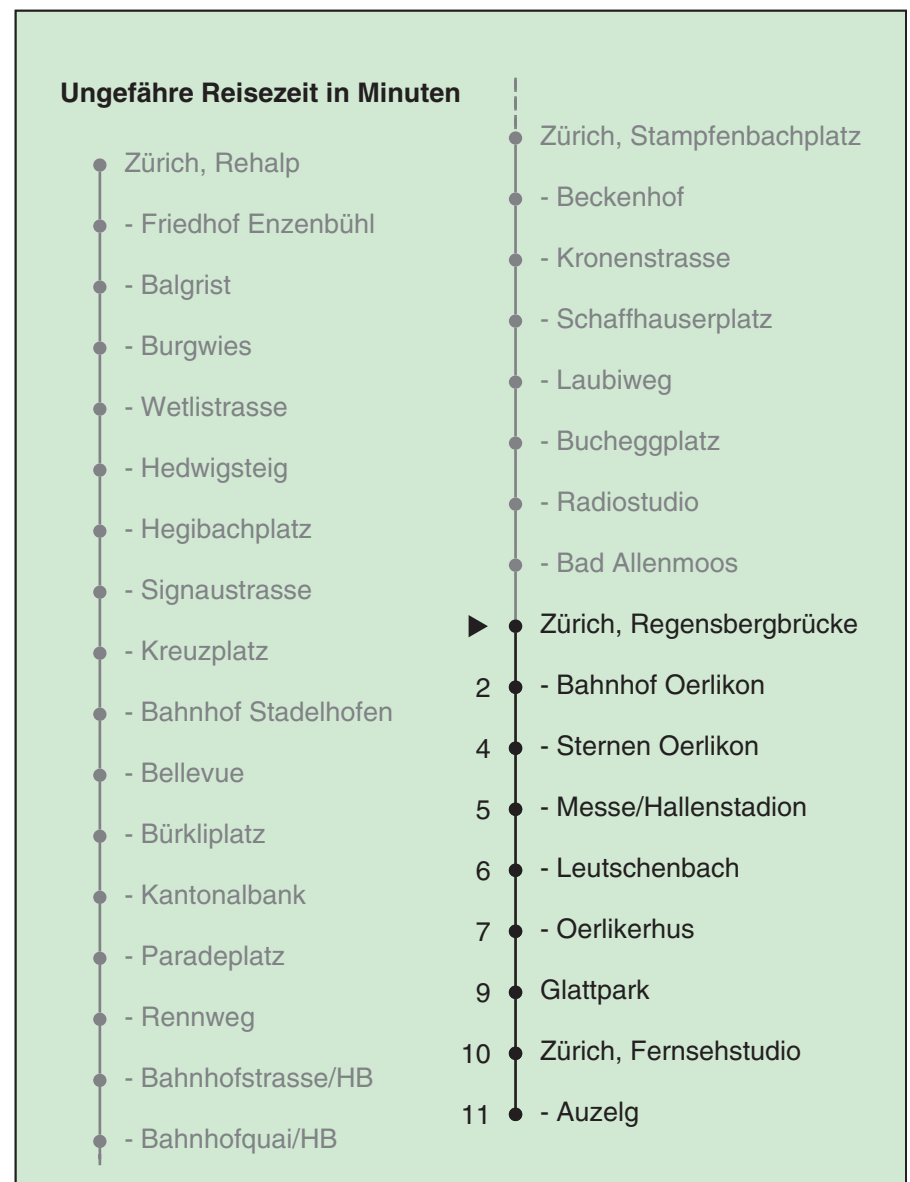 Ungefähre Reisezeit in Minuten
Zürich, Rehalp
- Friedhof Enzenbühl
- Balgrist
- Burgwies
- Wetlistrasse
- Hedwigsteig
- Hegibachplatz
- Signaustrasse
- Kreuzplatz
- Bahnhof Stadelhofen
- Bellevue
- Bürkliplatz
- Kantonalbank
- Paradeplatz
- Rennweg
- Bahnhofstrasse/HB
- Bahnhofquai/HB
Zürich, Stampfenbachplatz
- Beckenhof
- Kronenstrasse
- Schaffhauserplatz
- Laubiweg
- Bucheggplatz
- Radiostudio
- Bad Allenmoos
Zürich, Regensbergbrücke
2 - Bahnhof Oerlikon
4 - Sternen Oerlikon
5 - Messe/Hallenstadion
6 - Leutschenbach
7 - Oerlikerhus
9 Glattpark
10 Zürich, Fernsehstudio
11 - Auzelg